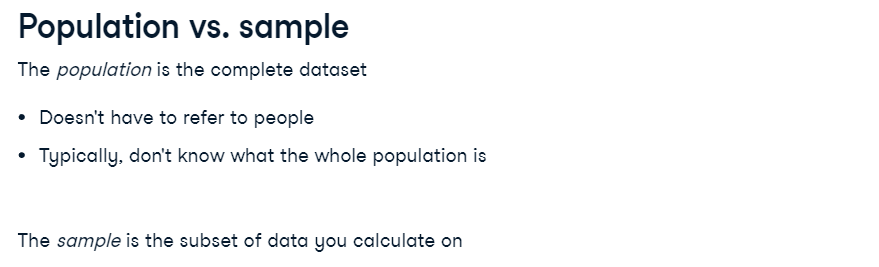 Population vs. sample
The population is the complete dataset
• Doesn't have to refer to people
• Typically, don't know what the whole population is
The sample is the subset of data you calculate on